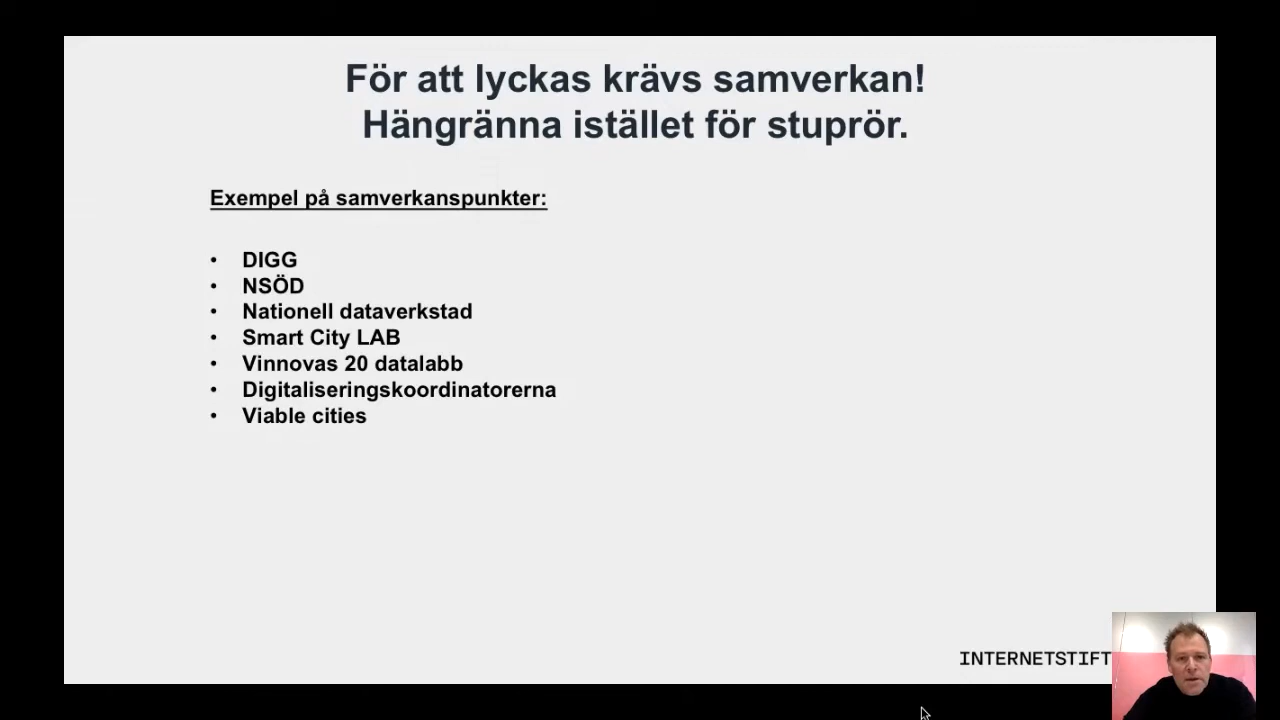 För att lyckas krävs samverkan!
Hängränna istället för stuprör.
Exempel på samverkanspunkter:
• DIGG
• NSÖD
• Nationell dataverkstad
• Smart City LAB
• Vinnovas 20 datalabb
• Digitaliseringskoordinatorerna
• Viable cities
INTERNETSTIFT